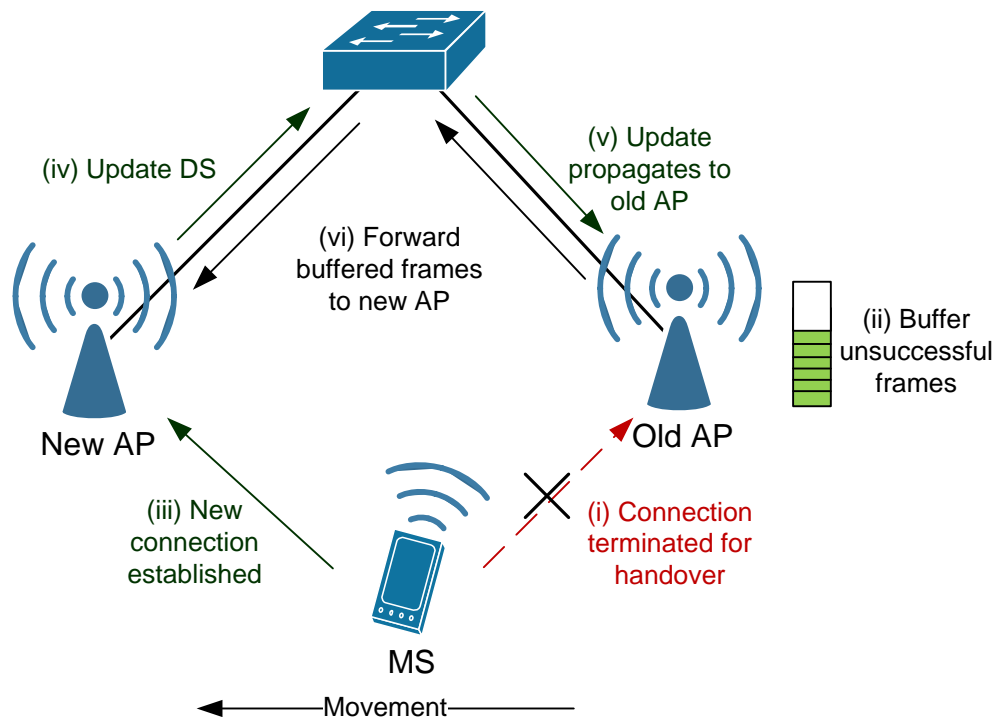 (iv) Update DS
(v) Update
propagates to
old AP
(vi) Forward
buffered frames
to new AP
(ii) Buffer
unsuccessful
frames
New AP
Old AP
(iii) New
connection
established
(i) Connection
terminated for
handover
MS
Movement